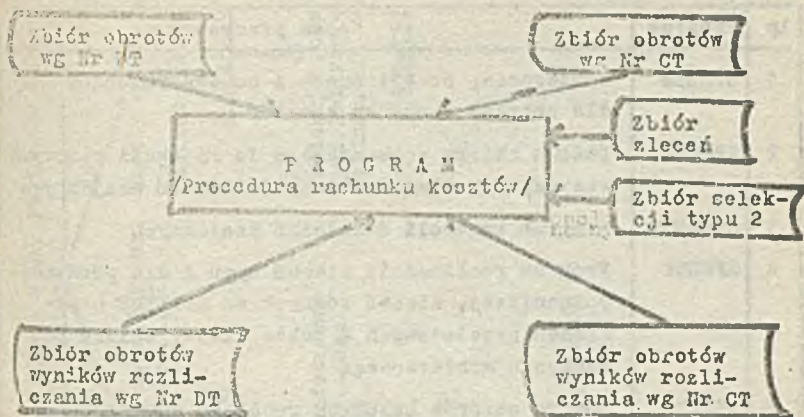 Zbiór obrotów
wg Nr DT
Zbiór obrotów
wg Nr CT
Zbiór
zleceń
P R O G R A M
/Procedura rachunku kosztów/
Zbiór selek-
cji typu 2
Zbiór obrotów
wyników rozli-
czania wg Nr DT
Zbiór obrotów
wyników rozli-
czania wg Nr CT